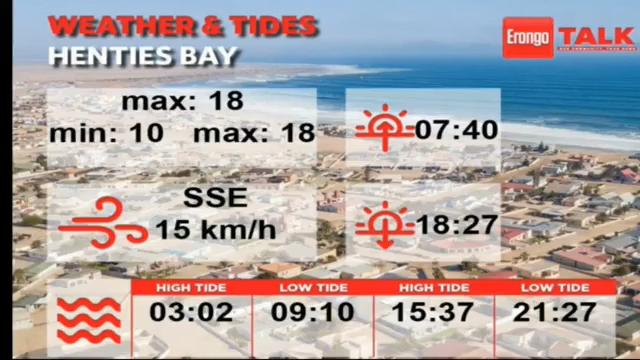 WEATHER & TIDES
HENTIES BAY
Erongo TALK
max: 18
min: 10 max: 18
07:40
SSE
15 km/h
18:27
HIGH TIDE LOW TIDE HIGH TIDE LOW TIDE
03:02 09:10 15:37 21:27